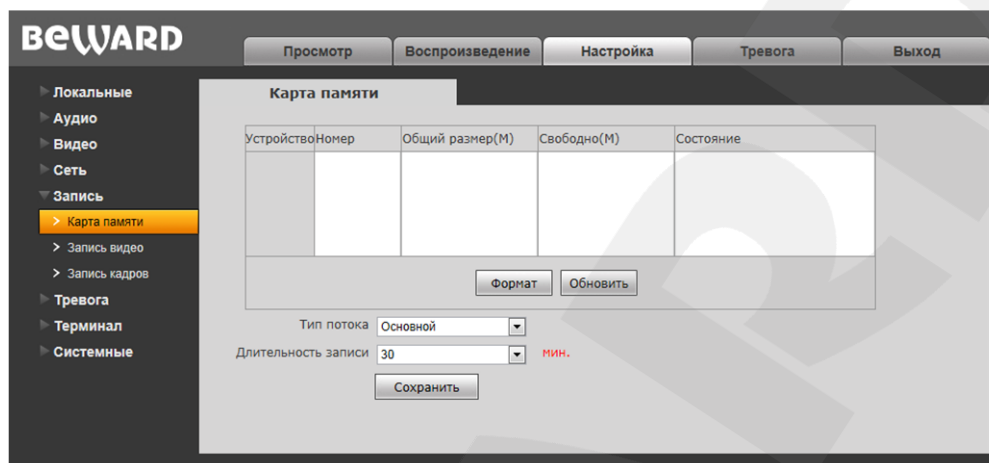 BEWARD
Просмотр Воспроизведение Настройка Тревога Выход
Локальные
Аудио
Видео
Сеть
Запись
Карта памяти
Запись видео
Запись кадров
Тревога
Терминал
Системные
Карта памяти
Устройство Номер Общий размер(М) Свободно(М) Состояние
Формат Обновить
Тип потока Основной
Длительность записи 30 мин.
Сохранить